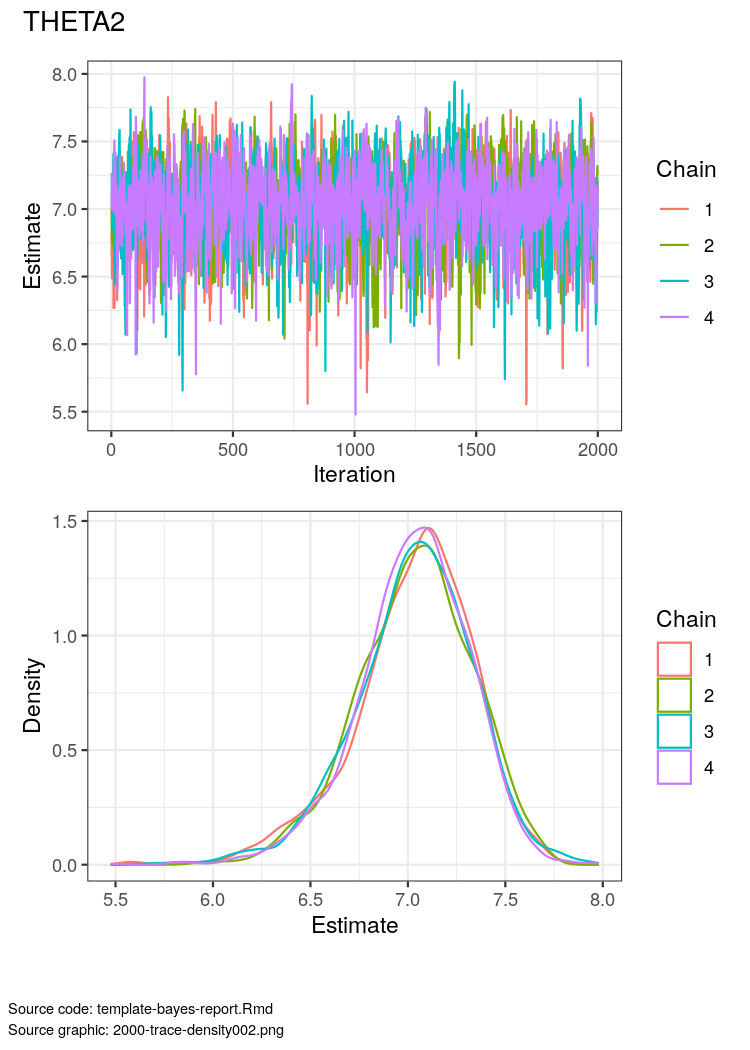 THETA2
8.0
7.5
7.0
6.5
6.0
5.5
Estimate
0 500 1000 1500 2000
Iteration
Chain
1
2
3
4
1.5
1.0
0.5
0.0
Density
5.5 6.0 6.5 7.0 7.5 8.0
Estimate
Chain
1
2
3
4
Source code: template-bayes-report.Rmd
Source graphic: 2000-trace-density002.png